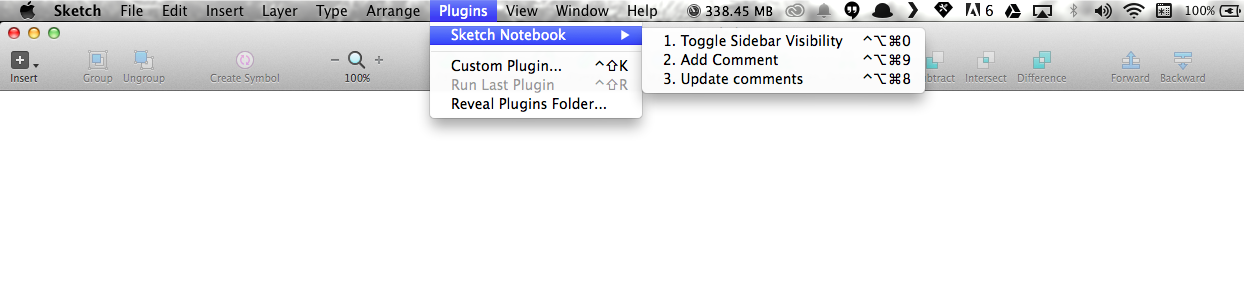 Sketch File Edit Insert Layer Type Arrange Plugins View Window Help 338.45 MB 6 100%
Sketch Notebook
1. Toggle Sidebar Visibility ^⌥⌘0
2. Add Comment ^⌥⌘9
3. Update comments ^⌥⌘8
Custom Plugin... ^⇧K
Run Last Plugin ^⇧R
Reveal Plugins Folder...
Insert Group Ungroup Create Symbol 100% btract Intersect Difference Forward Backward